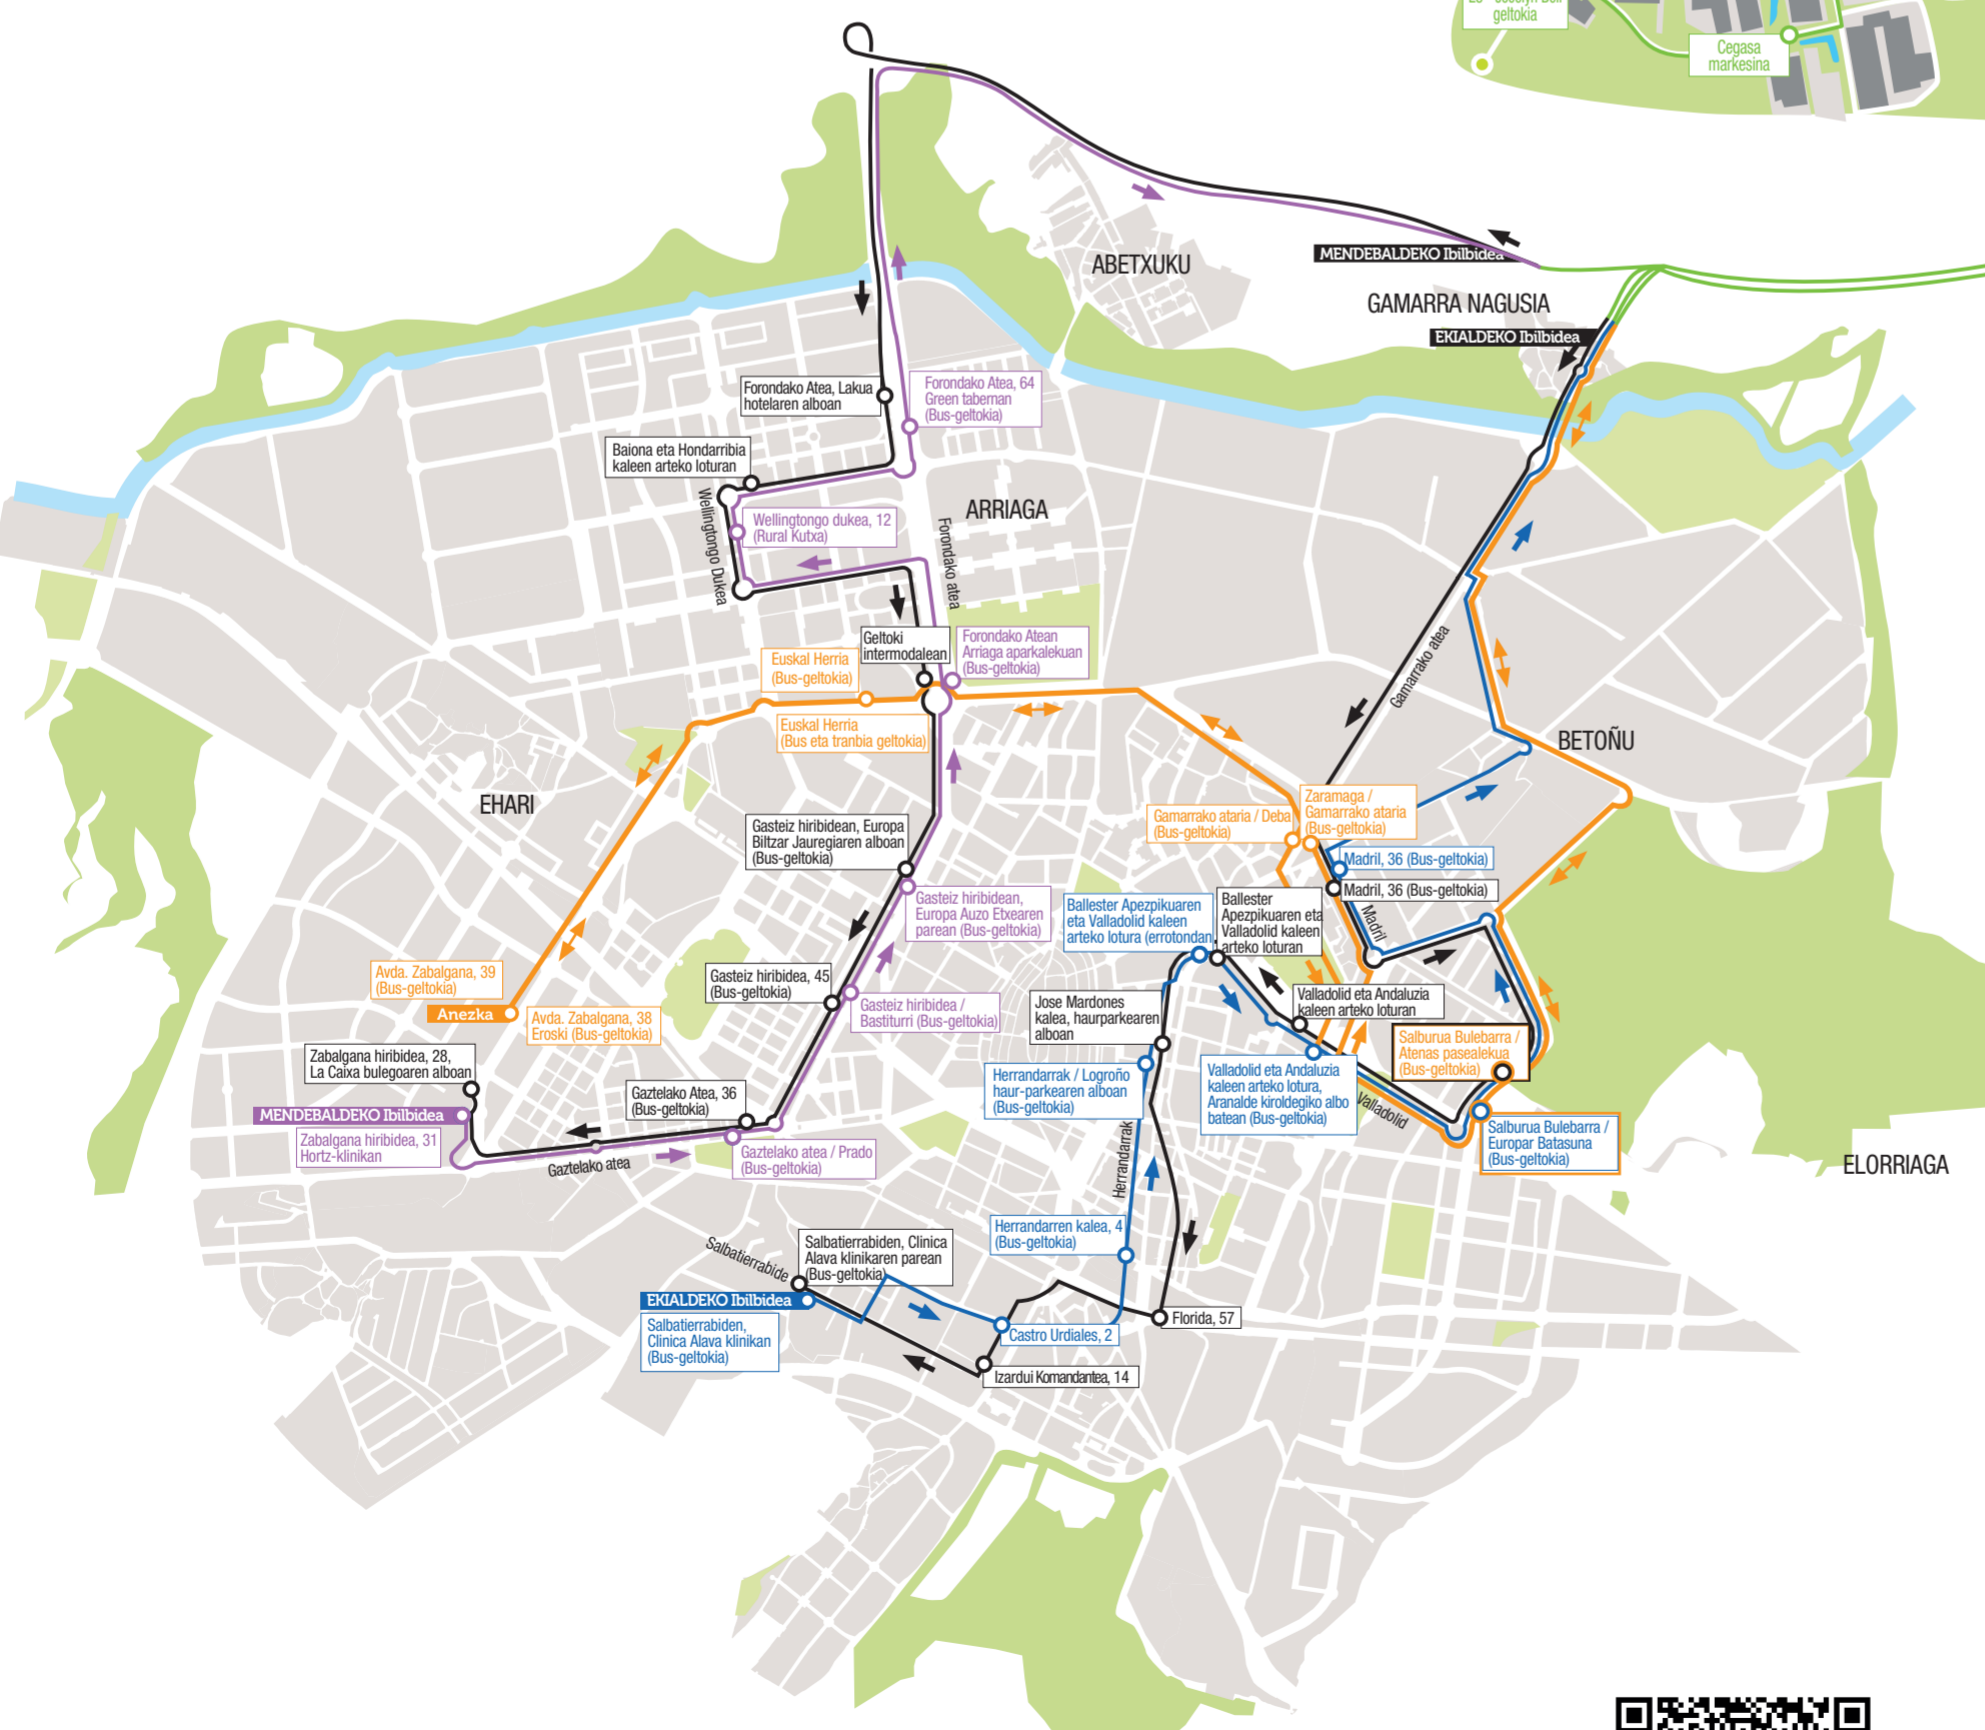 geltokia
Cegasa
markesina
ABETXUKU
MENDEBALDEKO Ibilbidea
GAMARRA NAGUSIA
EKIALDEKO Ibilbidea
Forondako Atea, Lakua
hotelaren alboan
Forondako Atea, 64
Green tabernan
(Bus-geltokia)
Baiona eta Hondarribia
kaleen arteko loturan
Wellingtongo Dukea
Wellingtongo dukea, 12
(Rural Kutxa)
ARRIAGA
Forondako atea
Geltoki
intermodalean
Forondako Atean
Arriaga aparkalekuan
(Bus-geltokia)
Euskal Herria
(Bus-geltokia)
Euskal Herria
(Bus eta tranbia geltokia)
Gamarrako atea
BETOÑU
EHARI
Gasteiz hiribidean, Europa
Biltzar Jauregiaren alboan
(Bus-geltokia)
Gamarrako ataria / Deba
(Bus-geltokia)
Zaramaga /
Gamarrako ataria
(Bus-geltokia)
Madril, 36 (Bus-geltokia)
Madril, 36 (Bus-geltokia)
Madril
Gasteiz hiribidean,
Europa Auzo Etxearen
parean (Bus-geltokia)
Ballester Apezpikuaren
eta Valladolid kaleen
arteko lotura (errotondan
Ballester
Apezpikuaren eta
Valladolid kaleen
arteko loturan
Avda. Zabalgana, 39
(Bus-geltokia)
Anezka
Avda. Zabalgana, 38
Eroski (Bus-geltokia)
Gasteiz hiribidea, 45
(Bus-geltokia)
Gasteiz hiribidea /
Bastiturri (Bus-geltokia)
Jose Mardones
kalea, haurparkearen
alboan
Valladolid eta Andaluzia
kaleen arteko loturan
Salburua Bulebarra /
Atenas pasealekua
(Bus-geltokia)
Zabalgana hiribidea, 28,
La Caixa bulegoaren alboan
MENDEBALDEKO Ibilbidea
Zabalgana hiribidea, 31
Hortz-klinikan
Gaztelako Atea, 36
(Bus-geltokia)
Gaztelako atea
Gaztelako atea / Prado
(Bus-geltokia)
Herrandarrak / Logroño
haur-parkearen alboan
(Bus-geltokia)
Valladolid eta Andaluzia
kaleen arteko lotura,
Aranalde kiroldegiko albo
batean (Bus-geltokia)
Valladolid
Salburua Bulebarra /
Europar Batasuna
(Bus-geltokia)
ELORRIAGA
Herrandarrak
Herrandarren kalea, 4
(Bus-geltokia)
Salbatierrabide
Salbatierrabiden, Clinica
Alava klinikaren parean
(Bus-geltokia)
EKIALDEKO Ibilbidea
Salbatierrabiden,
Clinica Alava klinikan
(Bus-geltokia)
Castro Urdiales, 2
Florida, 57
Izardui Komandantea, 14